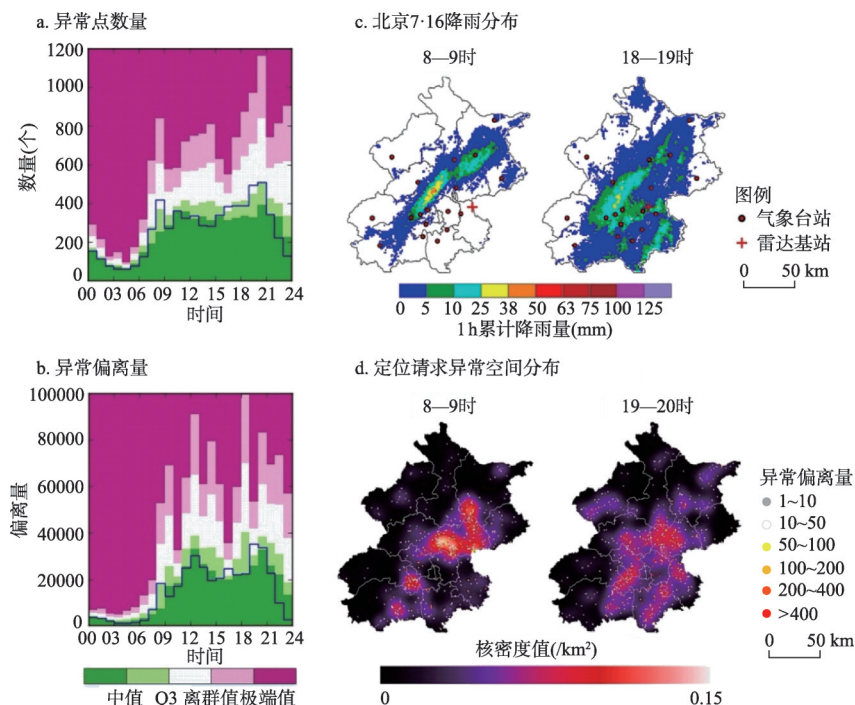 a. 异常点数量
1200
1000
800
600
400
200
0
数量(个)
00 03 06 09 12 15 18 21 24
时间
c. 北京7·16降雨分布
8—9时
18—19时
图例
气象台站
雷达基站
0 50 km
0 5 10 25 38 50 63 75 100 125
1h累计降雨量(mm)
b. 异常偏离量
100000
80000
60000
40000
20000
0
偏离量
00 03 06 09 12 15 18 21 24
时间
中值 Q3 离群值极端值
d. 定位请求异常空间分布
8—9时
19—20时
异常偏离量
1~10
10~50
50~100
100~200
200~400
>400
0 50 km
核密度值(/km²)
0 0.15